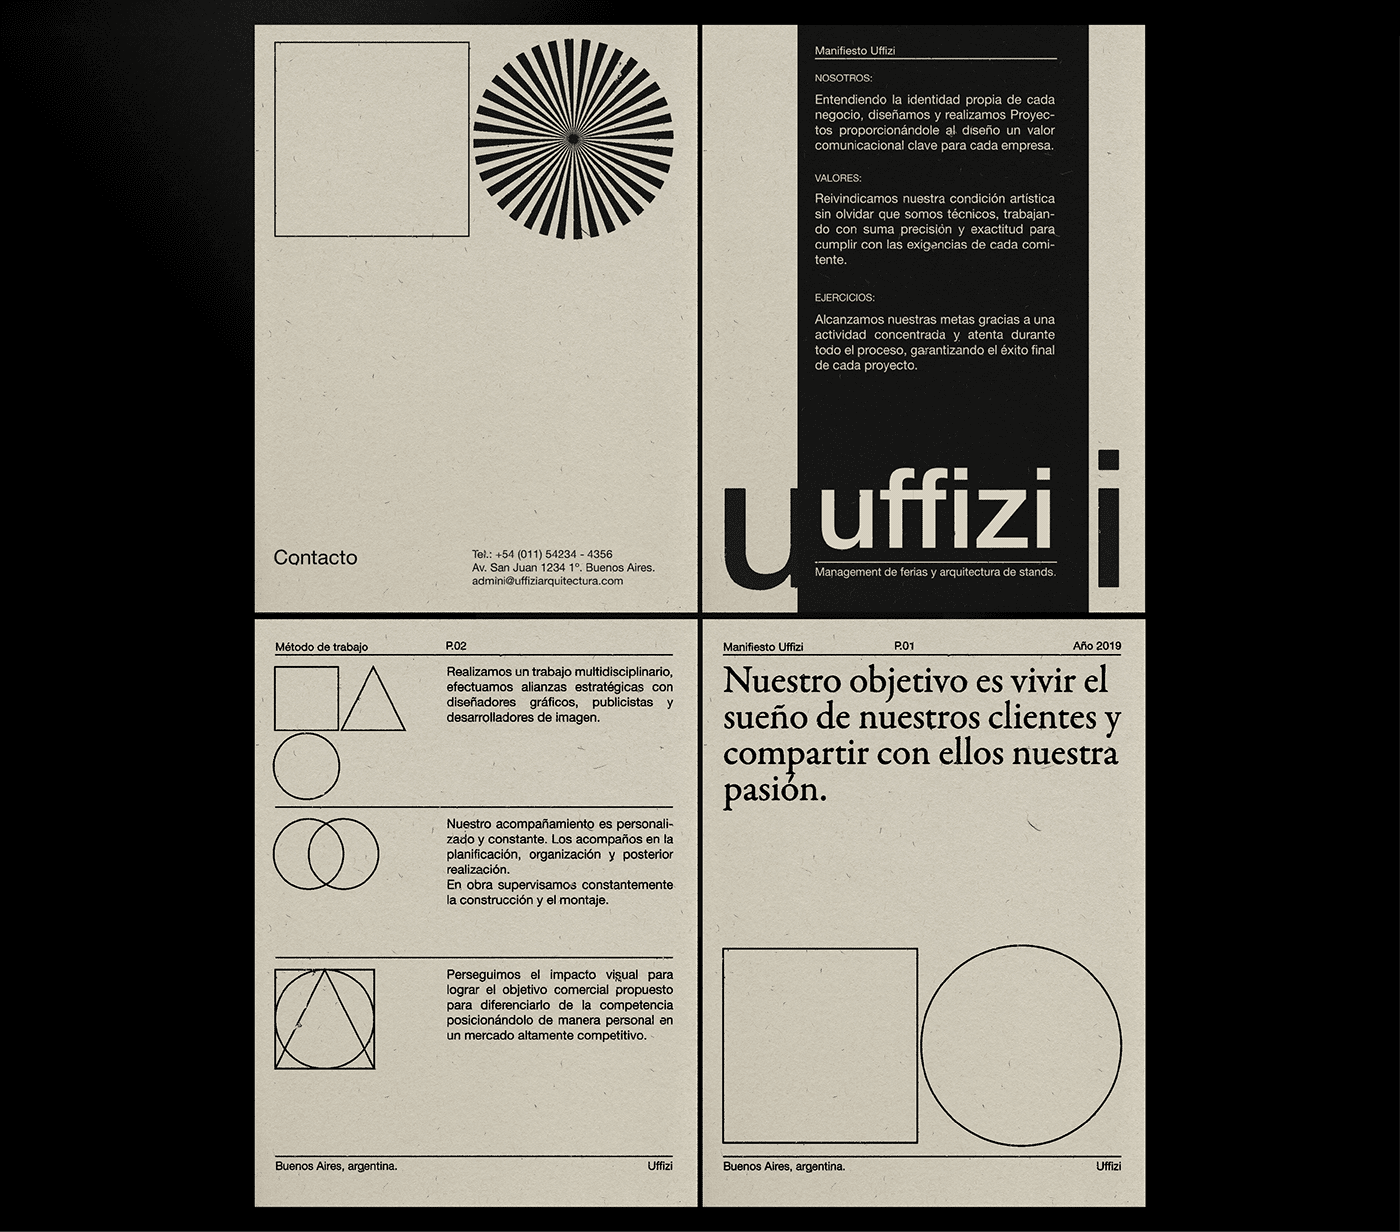 Contacto
Tel.: +54 (011) 54234 - 4356
Av. San Juan 1234 1º. Buenos Aires.
admini@uffiziarquitectura.com
Manifiesto Uffizi
NOSOTROS:
Entendiendo la identidad propia de cada
negocio, diseñamos y realizamos Proyec-
tos proporcionándole al diseño un valor
comunicacional clave para cada empresa.
VALORES:
Reivindicamos nuestra condición artística
sin olvidar que somos técnicos, trabajan-
do con suma precisión y exactitud para
cumplir con las exigencias de cada comi-
tente.
EJERCICIOS:
Alcanzamos nuestras metas gracias a una
actividad concentrada y atenta durante
todo el proceso, garantizando el éxito final
de cada proyecto.
u uffizi i
Management de ferias y arquitectura de stands.
Método de trabajo P.02
Realizamos un trabajo multidisciplinario,
efectuamos alianzas estratégicas con
diseñadores gráficos, publicistas y
desarrolladores de imagen.
Nuestro acompañamiento es personali-
zado y constante. Los acompaños en la
planificación, organización y posterior
realización.
En obra supervisamos constantemente
la construcción y el montaje.
Perseguimos el impacto visual para
lograr el objetivo comercial propuesto
para diferenciarlo de la competencia
posicionándolo de manera personal en
un mercado altamente competitivo.
Buenos Aires, argentina. Uffizi
Manifiesto Uffizi P.01 Año 2019
Nuestro objetivo es vivir el
sueño de nuestros clientes y
compartir con ellos nuestra
pasión.
Buenos Aires, argentina. Uffizi